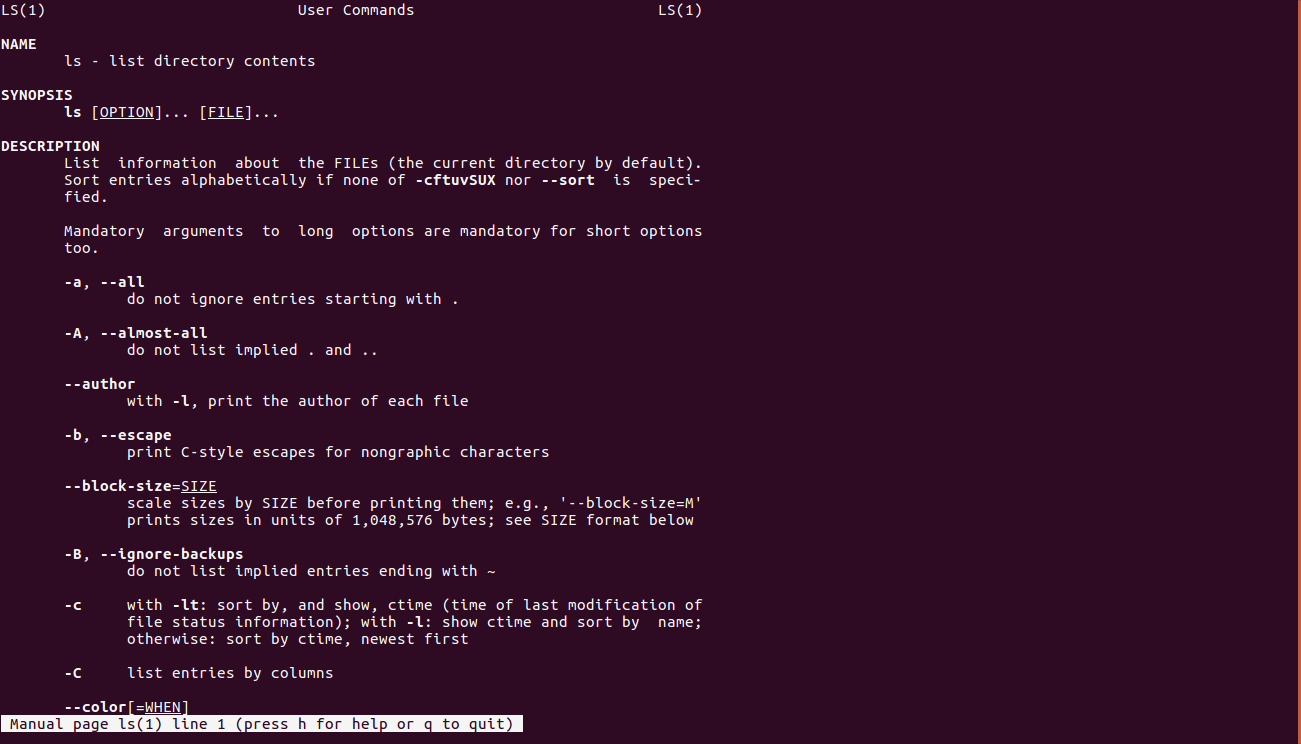 LS(1)                            User Commands                           LS(1)

NAME
       ls - list directory contents

SYNOPSIS
       ls [OPTION]... [FILE]...

DESCRIPTION
       List  information  about  the FILEs (the current directory by default).
       Sort entries alphabetically if none of -cftuvSUX nor --sort  is  speci-
       fied.

       Mandatory  arguments  to  long  options are mandatory for short options
       too.

       -a, --all
              do not ignore entries starting with .

       -A, --almost-all
              do not list implied . and ..

       --author
              with -l, print the author of each file

       -b, --escape
              print C-style escapes for nongraphic characters

       --block-size=SIZE
              scale sizes by SIZE before printing them; e.g., '--block-size=M'
              prints sizes in units of 1,048,576 bytes; see SIZE format below

       -B, --ignore-backups
              do not list implied entries ending with ~

       -c     with -lt: sort by, and show, ctime (time of last modification of
              file status information); with -l: show ctime and sort by  name;
              otherwise: sort by ctime, newest first

       -C     list entries by columns

       --color[=WHEN]
 Manual page ls(1) line 1 (press h for help or q to quit)